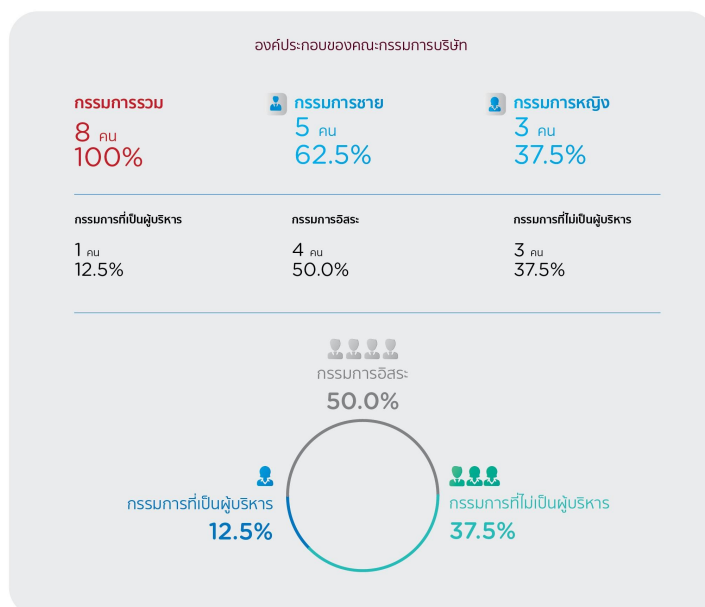 องค์ประกอบของคณะกรรมการบริษัท
กรรมการรวม
8 คน
100%
กรรมการชาย
5 คน
62.5%
กรรมการหญิง
3 คน
37.5%
กรรมการที่เป็นผู้บริหาร
1 คน
12.5%
กรรมการอิสระ
4 คน
50.0%
กรรมการที่ไม่เป็นผู้บริหาร
3 คน
37.5%
กรรมการอิสระ
50.0%
กรรมการที่เป็นผู้บริหาร
12.5%
กรรมการที่ไม่เป็นผู้บริหาร
37.5%